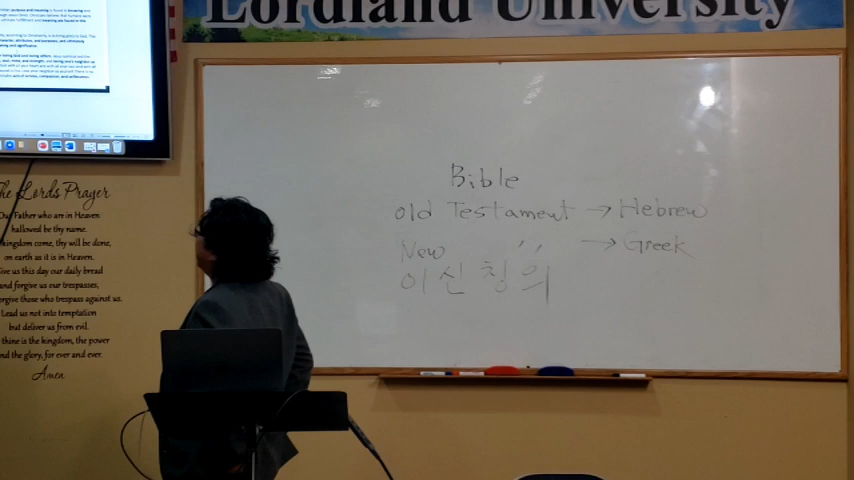 Lordland University
Bible
Old Testament → Hebrew
New " → Greek
이신칭의
The Lords Prayer
Our Father who are in Heaven
hallowed be thy name.
kingdom come, thy will be done,
on earth as it is in Heaven.
Give us this day our daily bread
and forgive us our trespasses,
forgive those who trespass against us.
Lead us not into temptation
but deliver us from evil.
thine is the kingdom, the power
and the glory, for ever and ever.
Amen